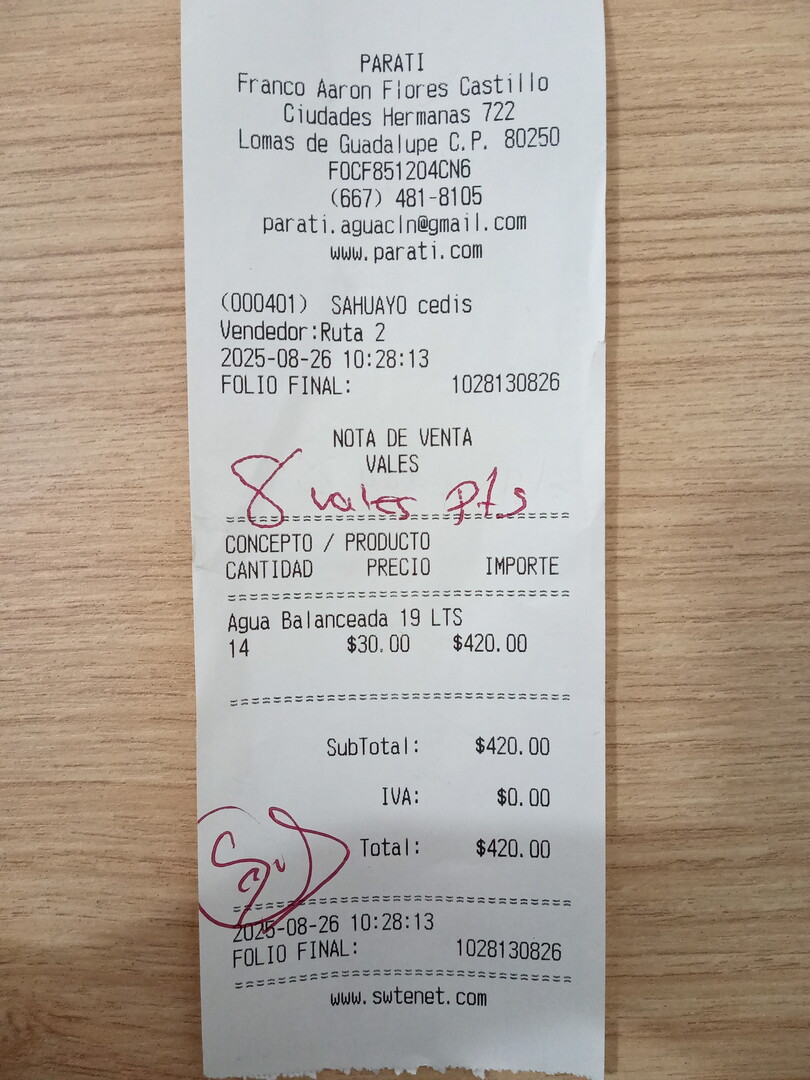 PARATI
Franco Aaron Flores Castillo
Ciudades Hermanas 722
Lomas de Guadalupe C.P. 80250
FOCF851204CN6
(667) 481-8105
parati.aguacln@gmail.com
www.parati.com
(000401) SAHUAYO cedis
Vendedor:Ruta 2
2025-08-26 10:28:13
FOLIO FINAL: 1028130826
NOTA DE VENTA
VALES
8 vales Pts
==================================
CONCEPTO / PRODUCTO
CANTIDAD PRECIO IMPORTE
==================================
Agua Balanceada 19 LTS
14 $30.00 $420.00
==================================
SubTotal: $420.00
IVA: $0.00
Total: $420.00
==================================
2025-08-26 10:28:13
FOLIO FINAL: 1028130826
==================================
www.swtenet.com